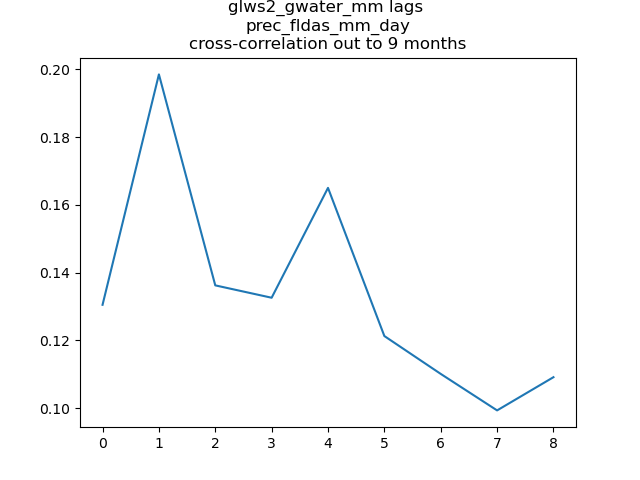 glws2_gwater_mm lags
prec_fldas_mm_day
cross-correlation out to 9 months
0.20
0.18
0.16
0.14
0.12
0.10
0 1 2 3 4 5 6 7 8